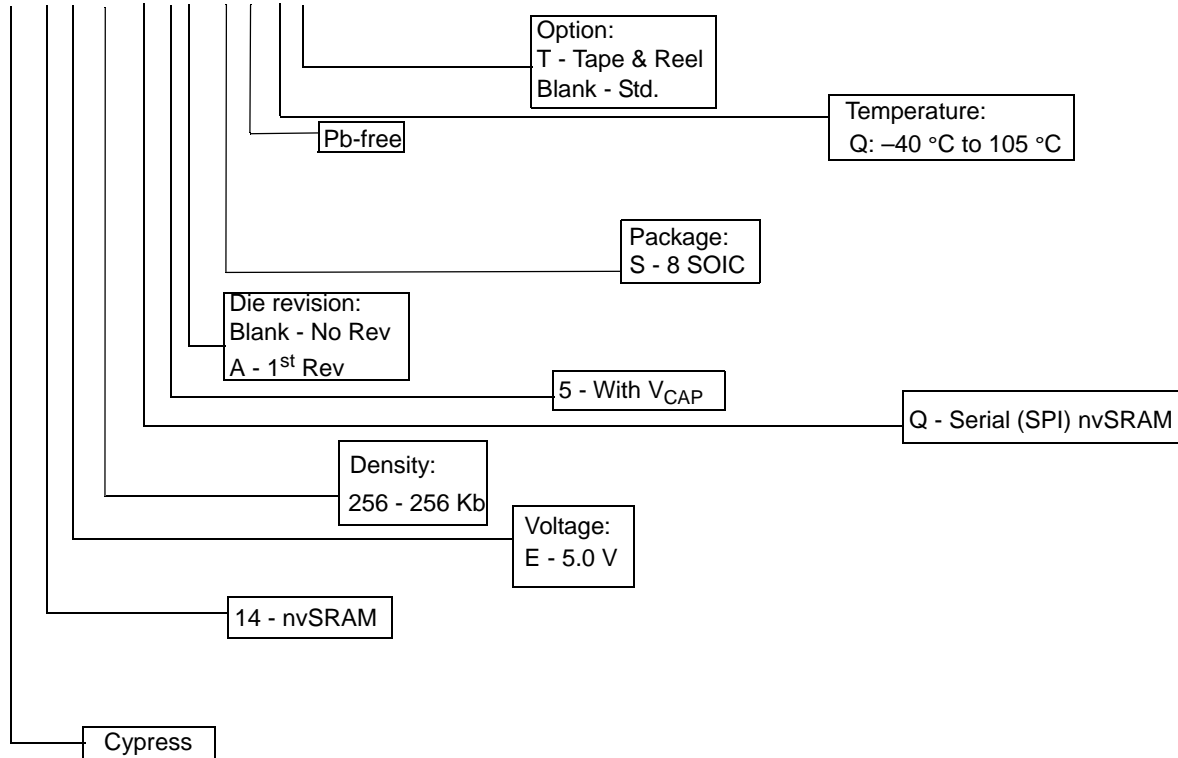 Option:
T - Tape & Reel
Blank - Std.
Temperature:
Q: –40 °C to 105 °C
Pb-free
Package:
S - 8 SOIC
Die revision:
Blank - No Rev
A - 1st Rev
5 - With VCAP
Q - Serial (SPI) nvSRAM
Density:
256 - 256 Kb
Voltage:
E - 5.0 V
14 - nvSRAM
Cypress